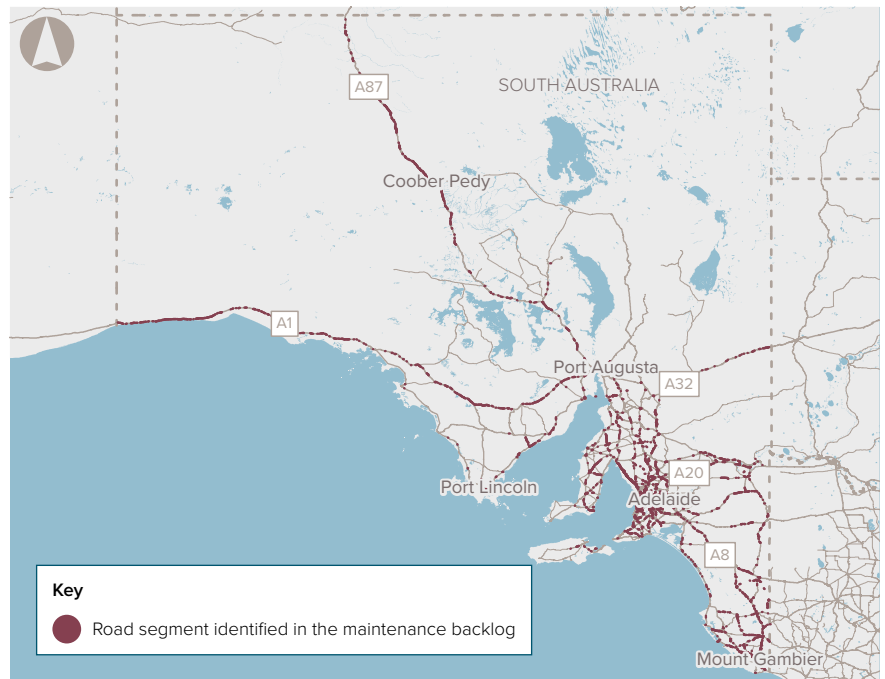 A87
SOUTH AUSTRALIA
Coober Pedy
A1
Port Augusta
A32
A20
Port Lincoln
Adelaide
A8
Key
Road segment identified in the maintenance backlog
Mount Gambier